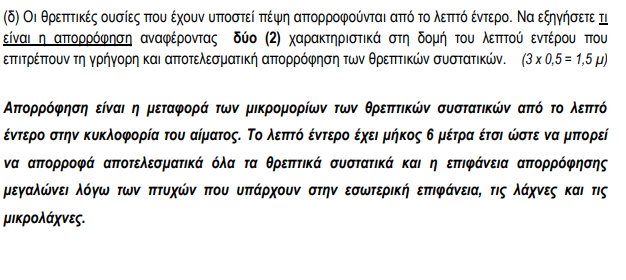 (δ) Οι θρεπτικές ουσίες που έχουν υποστεί πέψη απορροφούνται από το λεπτό έντερο. Να εξηγήσετε τι
είναι η απορρόφηση αναφέροντας δύο (2) χαρακτηριστικά στη δομή του λεπτού εντέρου που
επιτρέπουν τη γρήγορη και αποτελεσματική απορρόφηση των θρεπτικών συστατικών. (3 x 0,5 = 1,5 μ)
Απορρόφηση είναι η μεταφορά των μικρομορίων των θρεπτικών συστατικών από το λεπτό
έντερο στην κυκλοφορία του αίματος. Το λεπτό έντερο έχει μήκος 6 μέτρα έτσι ώστε να μπορεί
να απορροφά αποτελεσματικά όλα τα θρεπτικά συστατικά και η επιφάνεια απορρόφησης
μεγαλώνει λόγω των πτυχών που υπάρχουν στην εσωτερική επιφάνεια, τις λάχνες και τις
μικρολάχνες.